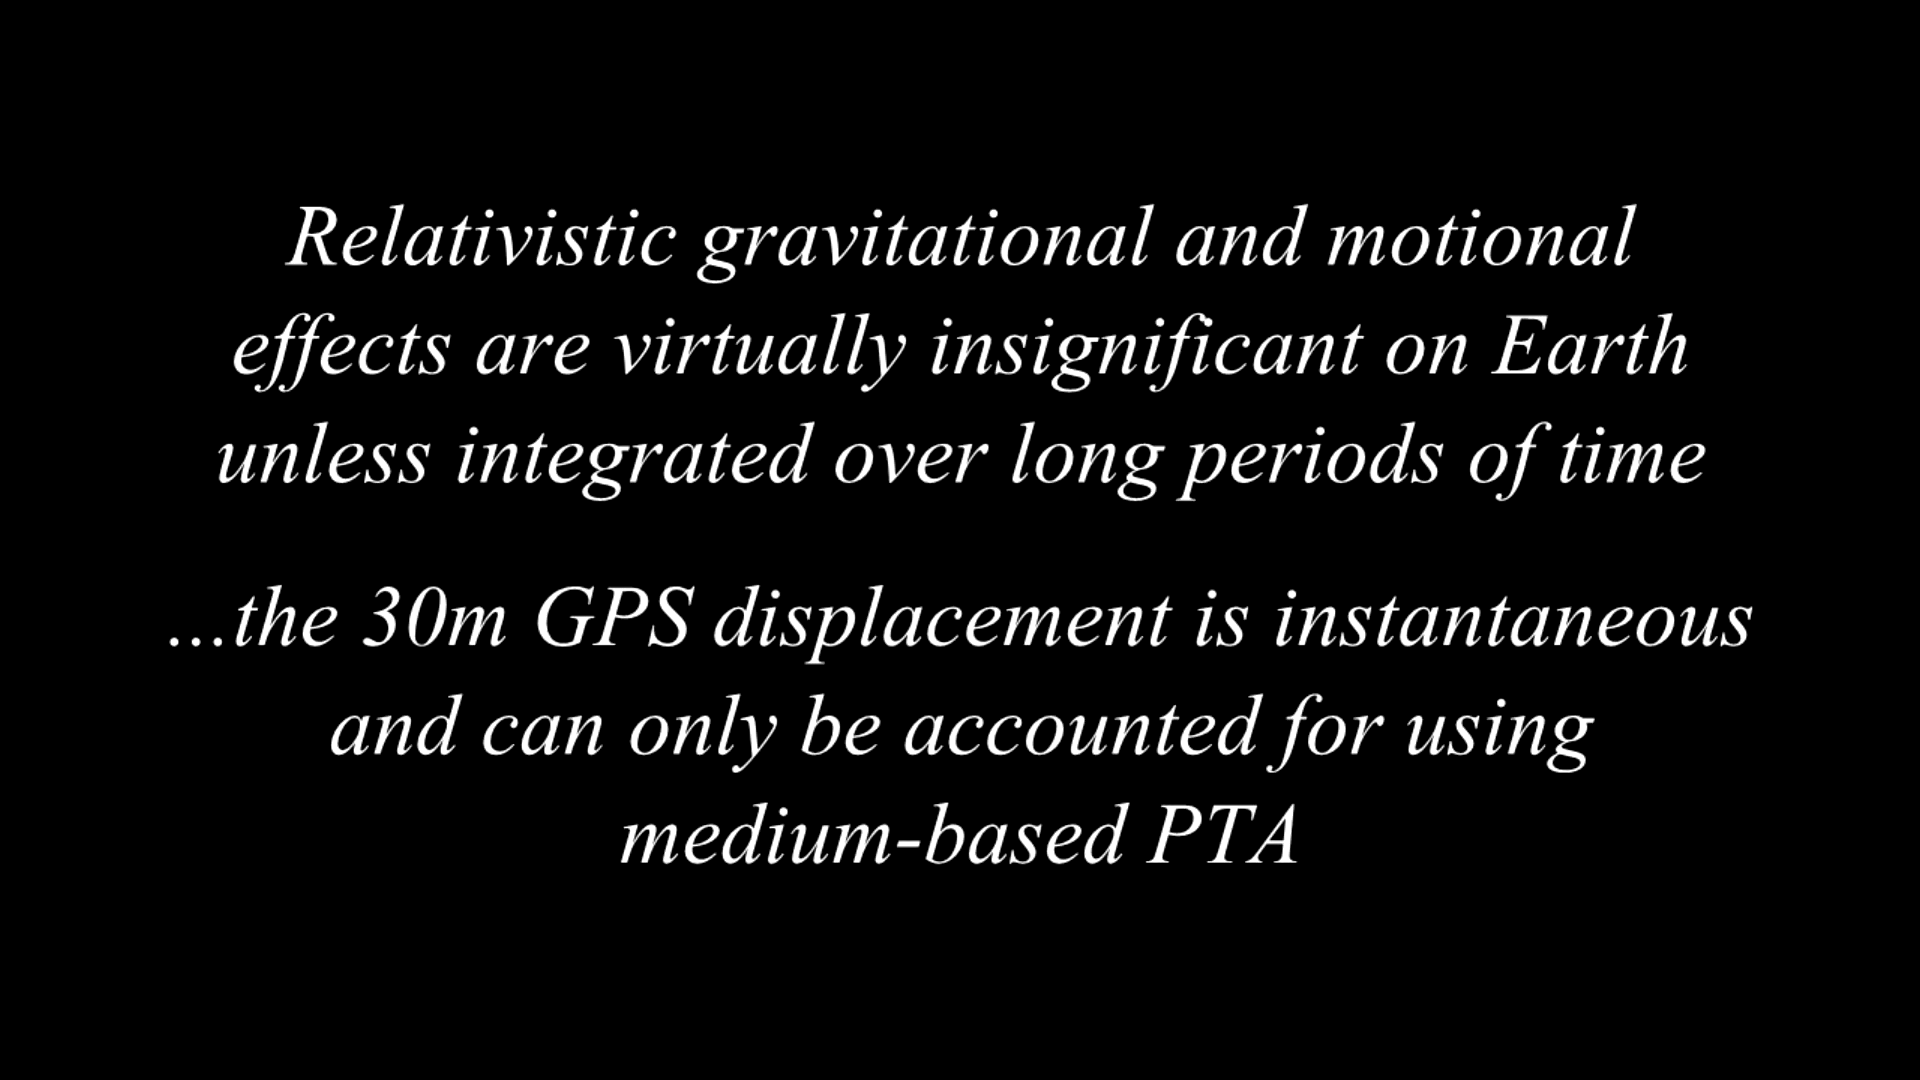 Relativistic gravitational and motional
effects are virtually insignificant on Earth
unless integrated over long periods of time
...the 30m GPS displacement is instantaneous
and can only be accounted for using
medium-based PTA